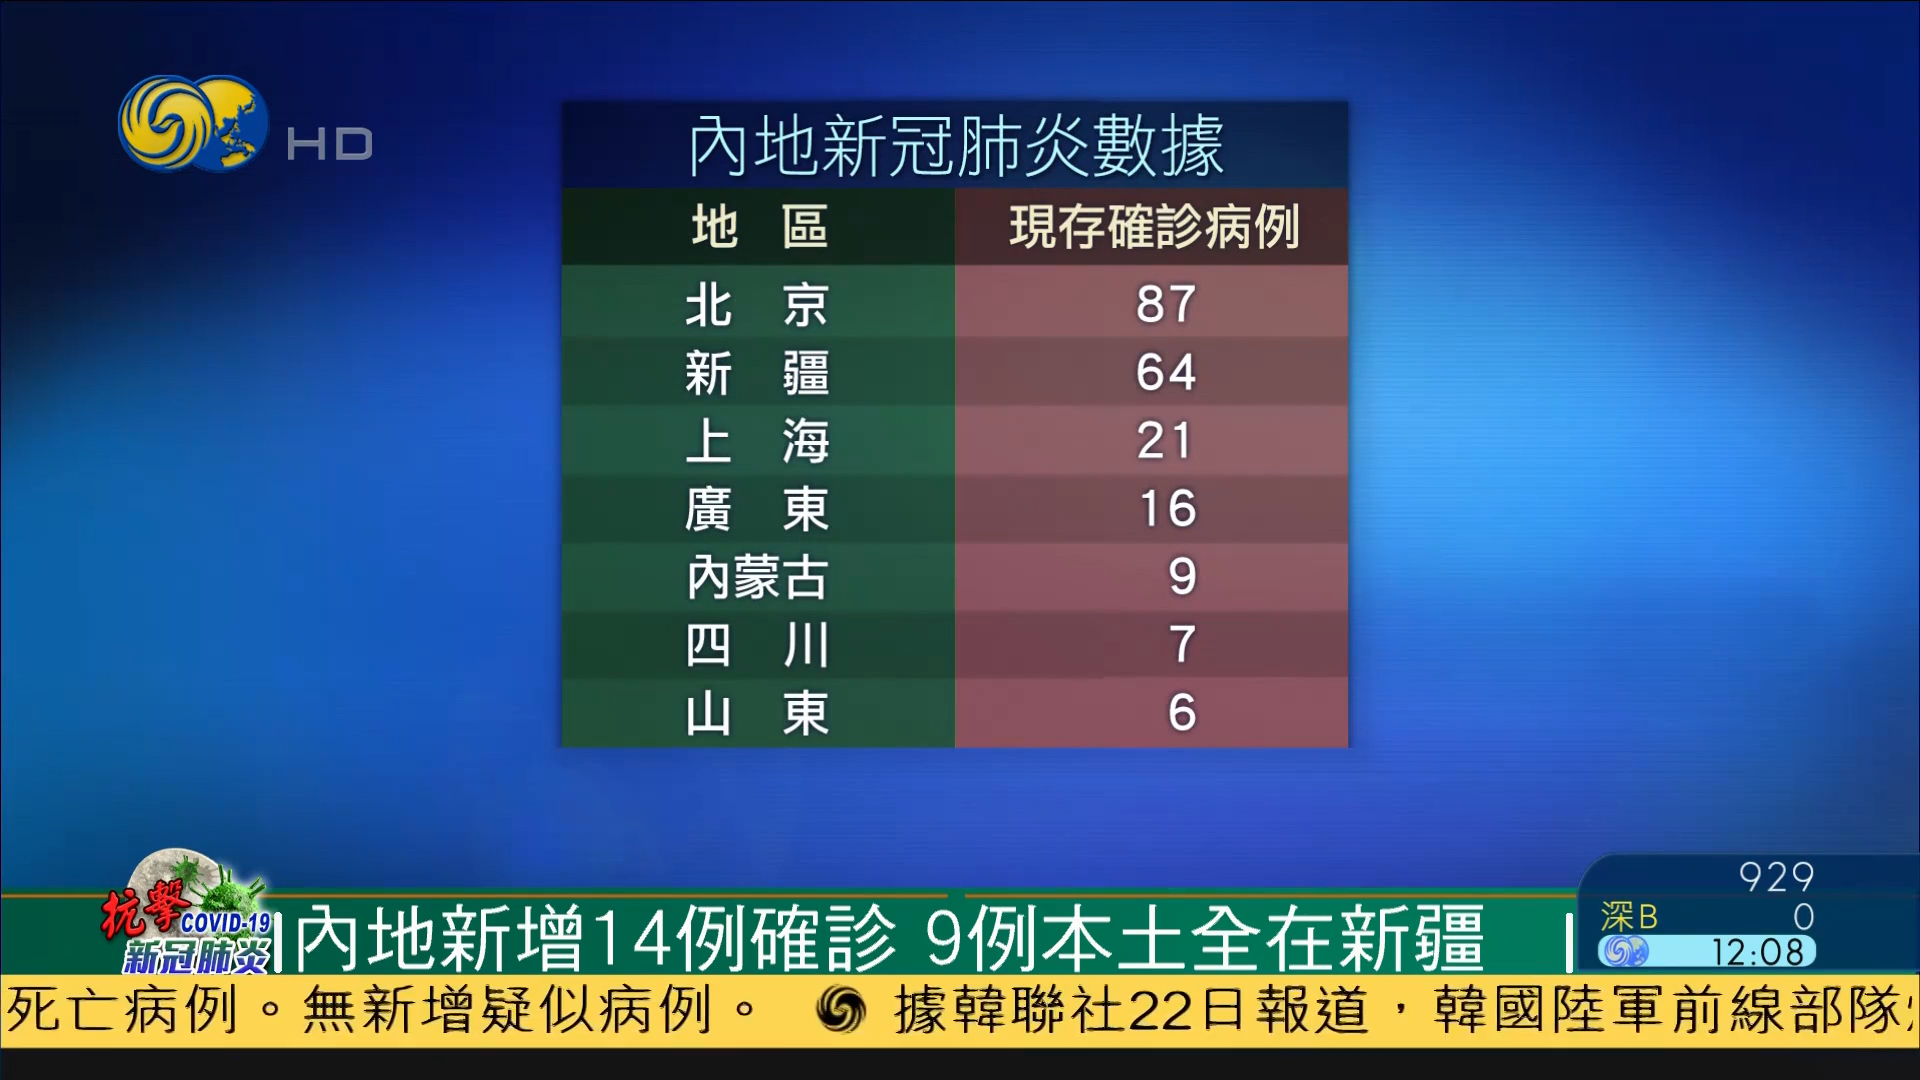 HD
內地新冠肺炎數據
地 區 現存確診病例
北 京 87
新 疆 64
上 海 21
廣 東 16
內蒙古 9
四 川 7
山 東 6
抗擊
COVID-19
新冠肺炎
內地新增14例確診 9例本土全在新疆
929
深B 0
12:08
死亡病例。無新增疑似病例。 據韓聯社22日報道，韓國陸軍前線部隊